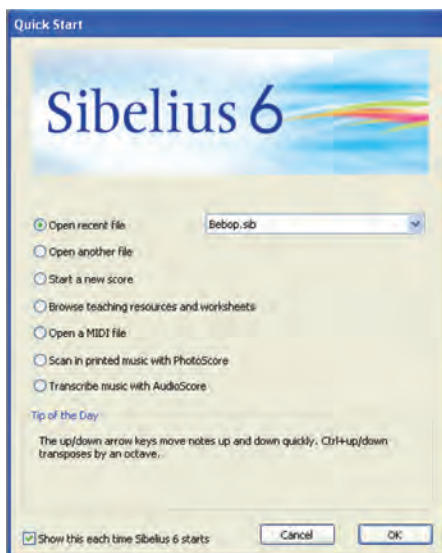 Quick Start
Sibelius 6
Open recent file
Bebop.sib
Open another file
Start a new score
Browse teaching resources and worksheets
Open a MIDI file
Scan in printed music with PhotoScore
Transcribe music with AudioScore
Tip of the Day
The up/down arrow keys move notes up and down quickly. Ctrl+up/down
transposes by an octave.
Show this each time Sibelius 6 starts
Cancel
OK